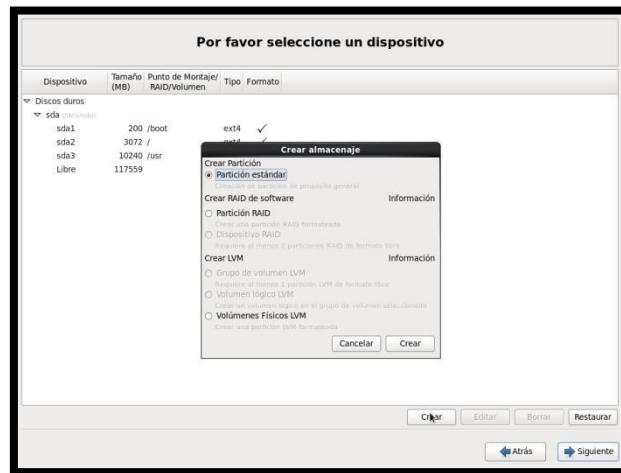 Por favor seleccione un dispositivo
Dispositivo Tamaño (MB) Punto de Montaje/ RAID/Volumen Tipo Formato
Discos duros
sda
sda1 200 /boot ext4
sda2 3072 / ext4
sda3 10240 /usr
Libre 117559
Crear almacenaje
Crear Partición
Partición estándar
Creación de partición de propósito general
Crear RAID de software Información
Partición RAID
Crear una partición RAID formateada
Dispositivo RAID
Requiere al menos 2 particiones RAID de formato libre
Crear LVM Información
Grupo de volumen LVM
Requiere al menos 1 partición LVM de formato libre
Volumen lógico LVM
Crear un volumen lógico en el grupo de volumen seleccionado
Volúmenes Físicos LVM
Crear una partición LVM formateada
Cancelar Crear
Crear Editar Borrar Restaurar
Atrás Siguiente